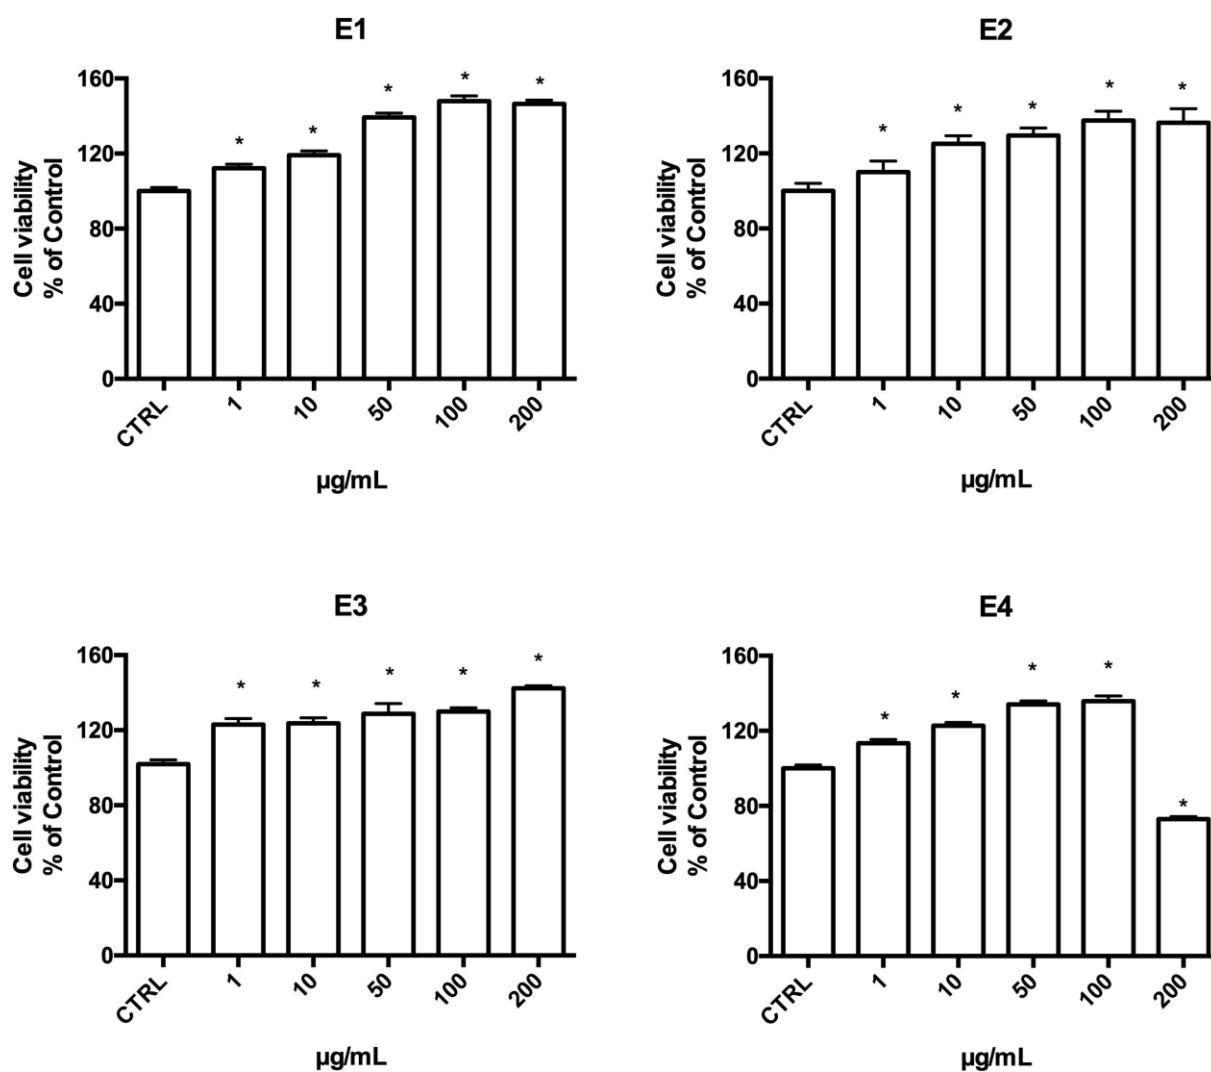 E1
Cell viability
% of Control
160
120
80
40
0
* * * * *
CTRL 1 10 50 100 200
µg/mL
E2
Cell viability
% of Control
160
120
80
40
0
* * * * *
CTRL 1 10 50 100 200
µg/mL
E3
Cell viability
% of Control
160
120
80
40
0
* * * * *
CTRL 1 10 50 100 200
µg/mL
E4
Cell viability
% of Control
160
120
80
40
0
* * * * *
CTRL 1 10 50 100 200
µg/mL